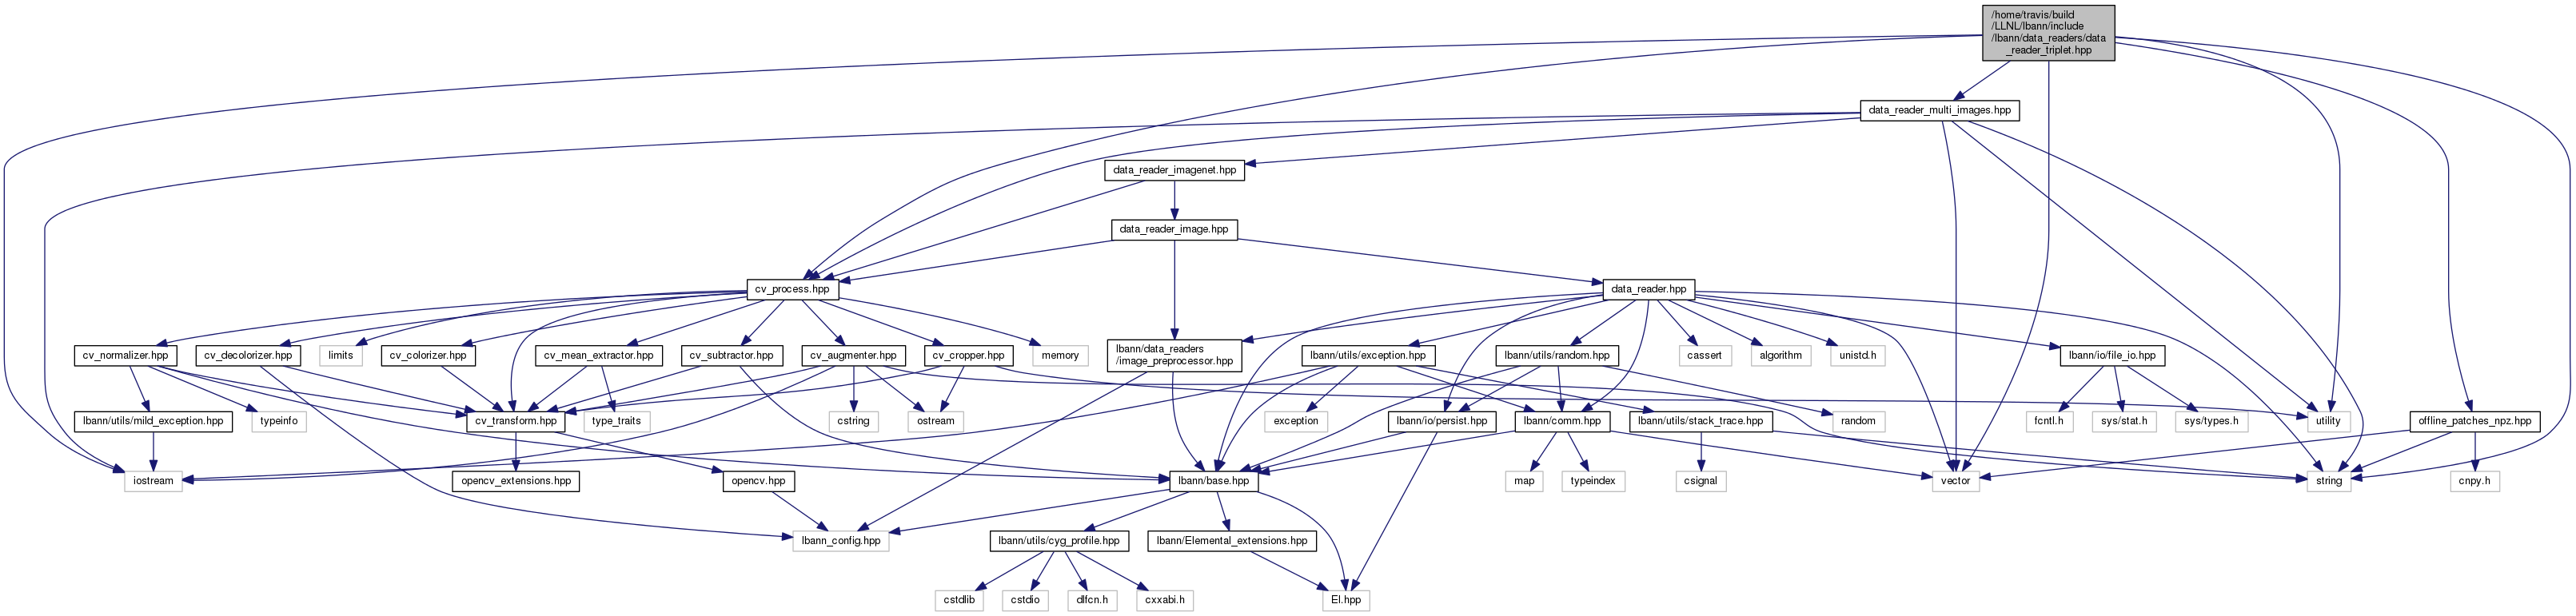 /home/travis/build
/LLNL/lbann/include
/lbann/data_readers/data
_reader_triplet.hpp
data_reader_multi_images.hpp
data_reader_imagenet.hpp
data_reader_image.hpp
cv_process.hpp
data_reader.hpp
cv_normalizer.hpp
cv_decolorizer.hpp
limits
cv_colorizer.hpp
cv_mean_extractor.hpp
cv_subtractor.hpp
cv_augmenter.hpp
cv_cropper.hpp
memory
lbann/data_readers
/image_preprocessor.hpp
lbann/utils/exception.hpp
lbann/utils/random.hpp
cassert
algorithm
unistd.h
lbann/io/file_io.hpp
lbann/utils/mild_exception.hpp
typeinfo
cv_transform.hpp
type_traits
cstring
ostream
exception
lbann/io/persist.hpp
lbann/comm.hpp
lbann/utils/stack_trace.hpp
random
fcntl.h
sys/stat.h
sys/types.h
utility
offline_patches_npz.hpp
iostream
opencv_extensions.hpp
opencv.hpp
lbann/base.hpp
map
typeindex
csignal
vector
string
cnpy.h
lbann_config.hpp
lbann/utils/cyg_profile.hpp
lbann/Elemental_extensions.hpp
cstdlib
cstdio
dlfcn.h
cxxabi.h
El.hpp